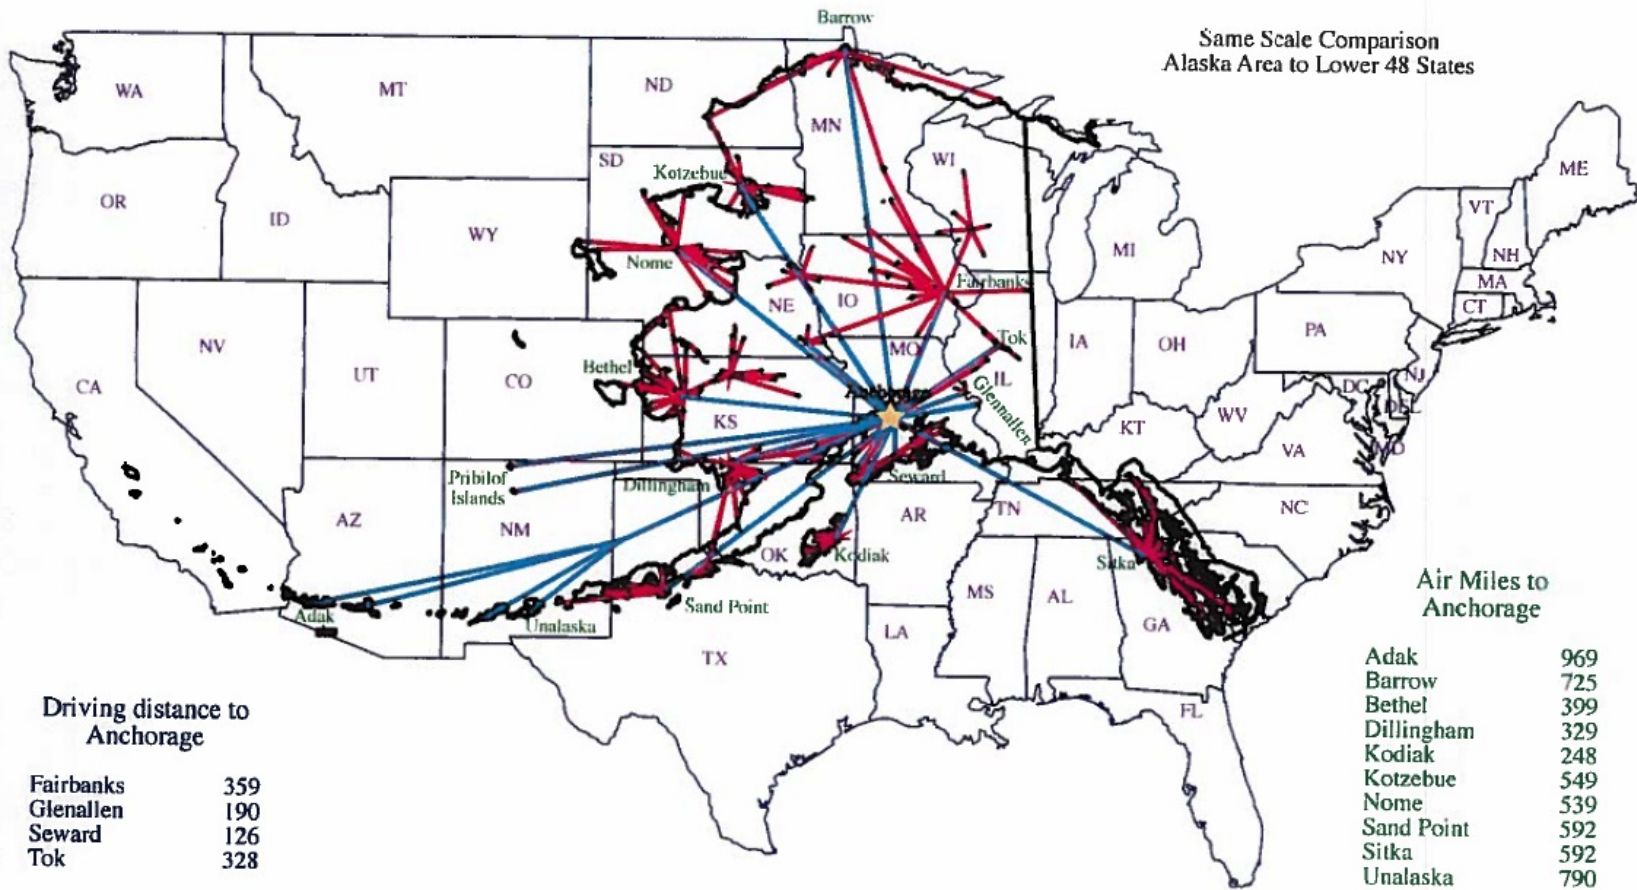 Barrow
Same Scale Comparison
Alaska Area to Lower 48 States
WA
MT
ND
MN
SD
WI
ME
Kotzebue
OR
ID
WY
VT
NH
MI
NY
MA
CT
Nome
NE
IO
Fairbanks
PA
NV
Tok
IA
OH
NJ
MO
UT
CO
Bethel
IL
DC
DEL
CA
Anchorage
Glennallen
KS
WV
KT
VA
MD
Pribilof
Islands
Dillingham
Seward
AZ
NM
AR
TN
NC
OK
Kodiak
Sitka
MS
AL
GA
Adak
Unalaska
Sand Point
LA
TX
FL
Driving distance to
Anchorage
Fairbanks 359
Glenallen 190
Seward 126
Tok 328
Air Miles to
Anchorage
Adak 969
Barrow 725
Bethel 399
Dillingham 329
Kodiak 248
Kotzebue 549
Nome 539
Sand Point 592
Sitka 592
Unalaska 790